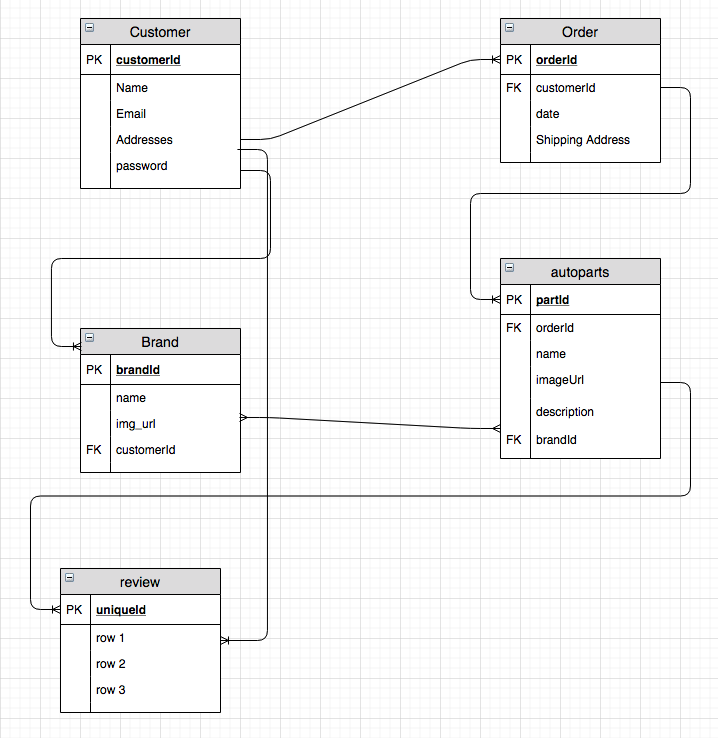 Customer
PK customerId
Name
Email
Addresses
password
Order
PK orderId
FK customerId
date
Shipping Address
autoparts
PK partId
FK orderId
name
imageUrl
description
FK brandId
Brand
PK brandId
name
img_url
FK customerId
review
PK uniqueId
row 1
row 2
row 3